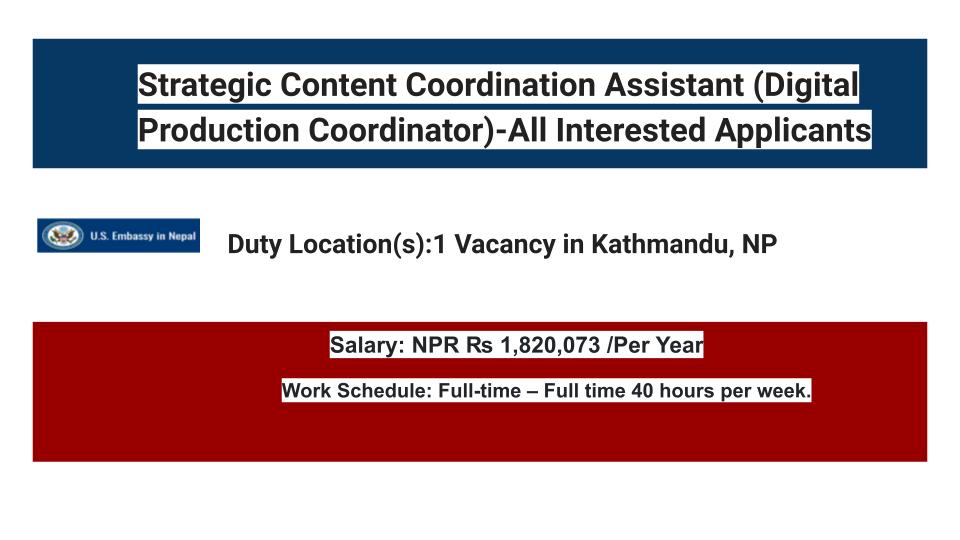 Strategic Content Coordination Assistant (Digital
Production Coordinator)-All Interested Applicants
U.S. Embassy in Nepal
Duty Location(s):1 Vacancy in Kathmandu, NP
Salary: NPR Rs 1,820,073 /Per Year
Work Schedule: Full-time – Full time 40 hours per week.